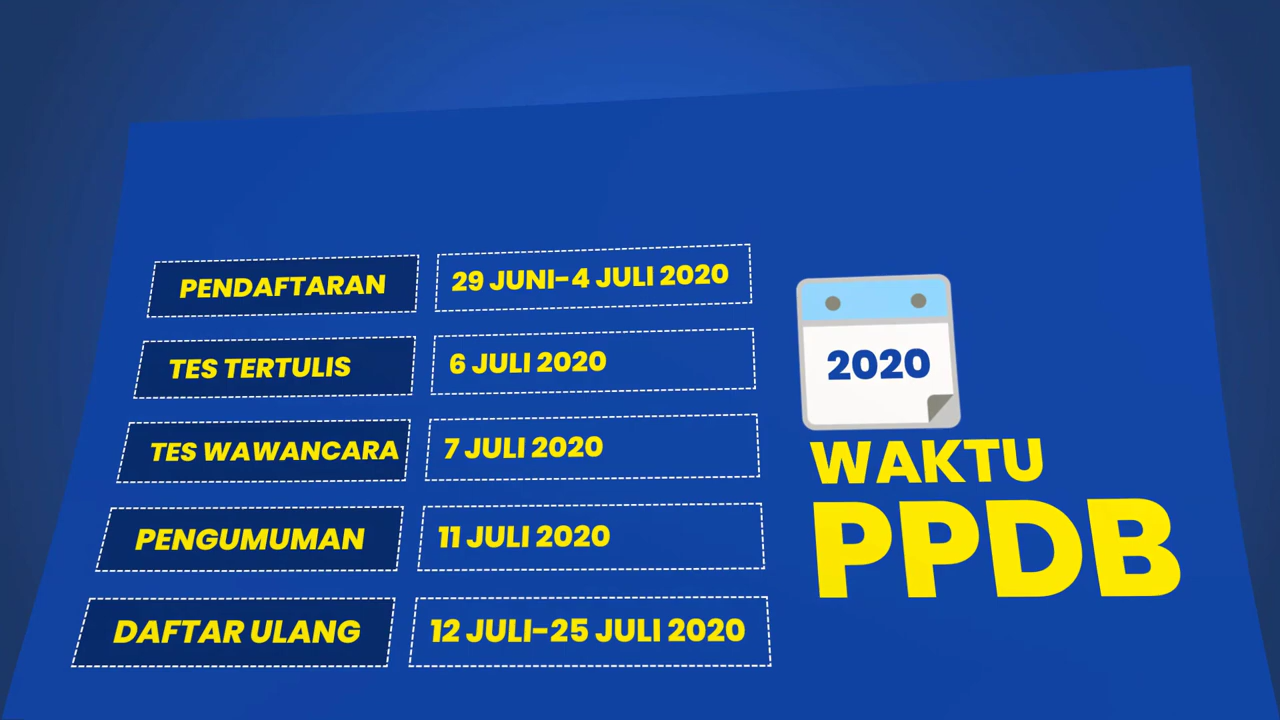 PENDAFTARAN 29 JUNI-4 JULI 2020
TES TERTULIS 6 JULI 2020
TES WAWANCARA 7 JULI 2020
PENGUMUMAN 11 JULI 2020
DAFTAR ULANG 12 JULI-25 JULI 2020
2020
WAKTU
PPDB